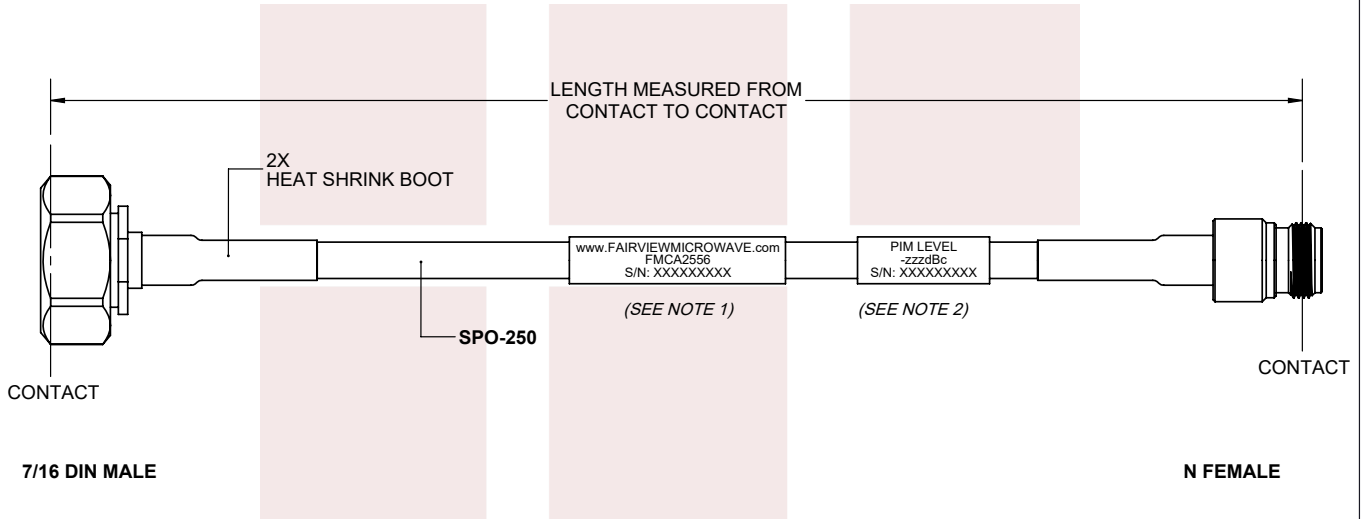 LENGTH MEASURED FROM
CONTACT TO CONTACT
2X
HEAT SHRINK BOOT
www.FAIRVIEWMICROWAVE.com
FMCA2556
S/N: XXXXXXXXX
PIM LEVEL
-zzzdBc
S/N: XXXXXXXXX
(SEE NOTE 1)
(SEE NOTE 2)
SPO-250
CONTACT
CONTACT
7/16 DIN MALE
N FEMALE